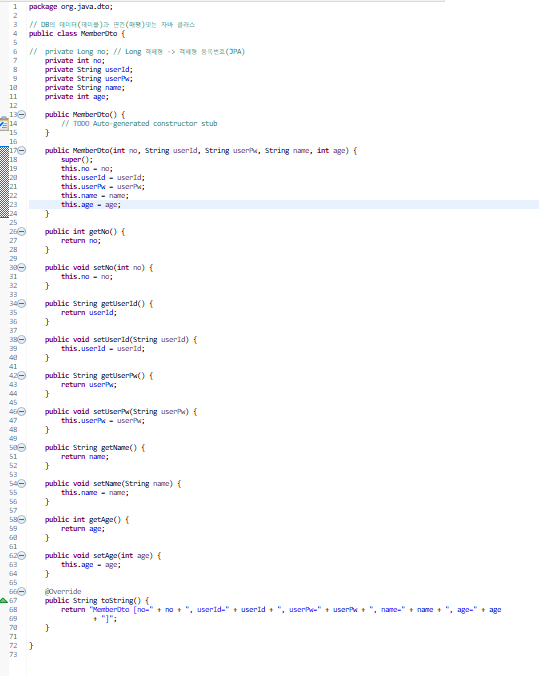 1 package org.java.dto;
2
3 // DB의 데이터(테이블)과 연관(매핑)있는 자바 클래스
4 public class MemberDto {
5
6 // private Long no; // Long 객체형 -> 객체형 등록번호(JPA)
7 private int no;
8 private String userId;
9 private String userPw;
10 private String name;
11 private int age;
12
13 public MemberDto() {
14 // TODO Auto-generated constructor stub
15 }
16
17 public MemberDto(int no, String userId, String userPw, String name, int age) {
18 super();
19 this.no = no;
20 this.userId = userId;
21 this.userPw = userPw;
22 this.name = name;
23 this.age = age;
24 }
25
26 public int getNo() {
27 return no;
28 }
29
30 public void setNo(int no) {
31 this.no = no;
32 }
33
34 public String getUserId() {
35 return userId;
36 }
37
38 public void setUserId(String userId) {
39 this.userId = userId;
40 }
41
42 public String getUserPw() {
43 return userPw;
44 }
45
46 public void setUserPw(String userPw) {
47 this.userPw = userPw;
48 }
49
50 public String getName() {
51 return name;
52 }
53
54 public void setName(String name) {
55 this.name = name;
56 }
57
58 public int getAge() {
59 return age;
60 }
61
62 public void setAge(int age) {
63 this.age = age;
64 }
65
66 @Override
67 public String toString() {
68 return "MemberDto [no=" + no + ", userId=" + userId + ", userPw=" + userPw + ", name=" + name + ", age=" + age
69 + "]";
70 }
71
72 }
73